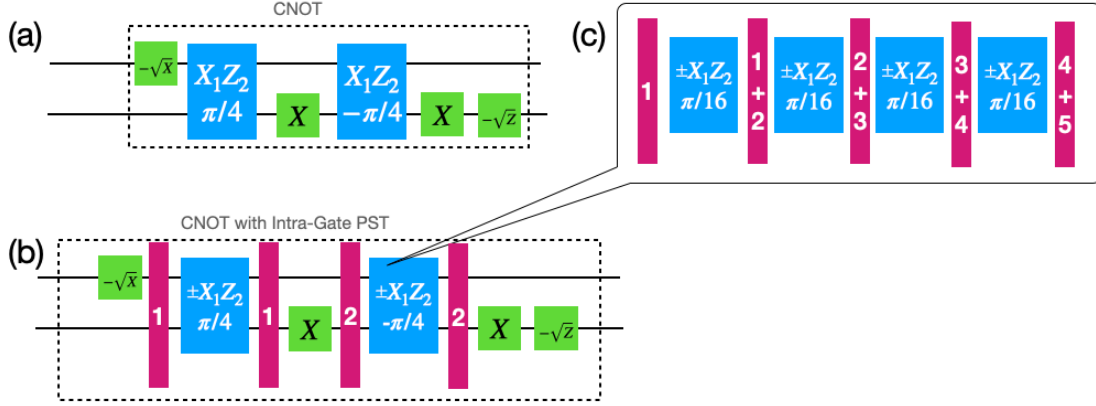 CNOT
(a)
−√X
X₁Z₂
π/4
X
X₁Z₂
−π/4
X
−√Z
(c)
1
±X₁Z₂
π/16
1
+
2
±X₁Z₂
π/16
2
+
3
±X₁Z₂
π/16
3
+
4
±X₁Z₂
π/16
4
+
5
CNOT with Intra-Gate PST
(b)
−√X
1
±X₁Z₂
π/4
1
X
2
±X₁Z₂
-π/4
2
X
−√Z